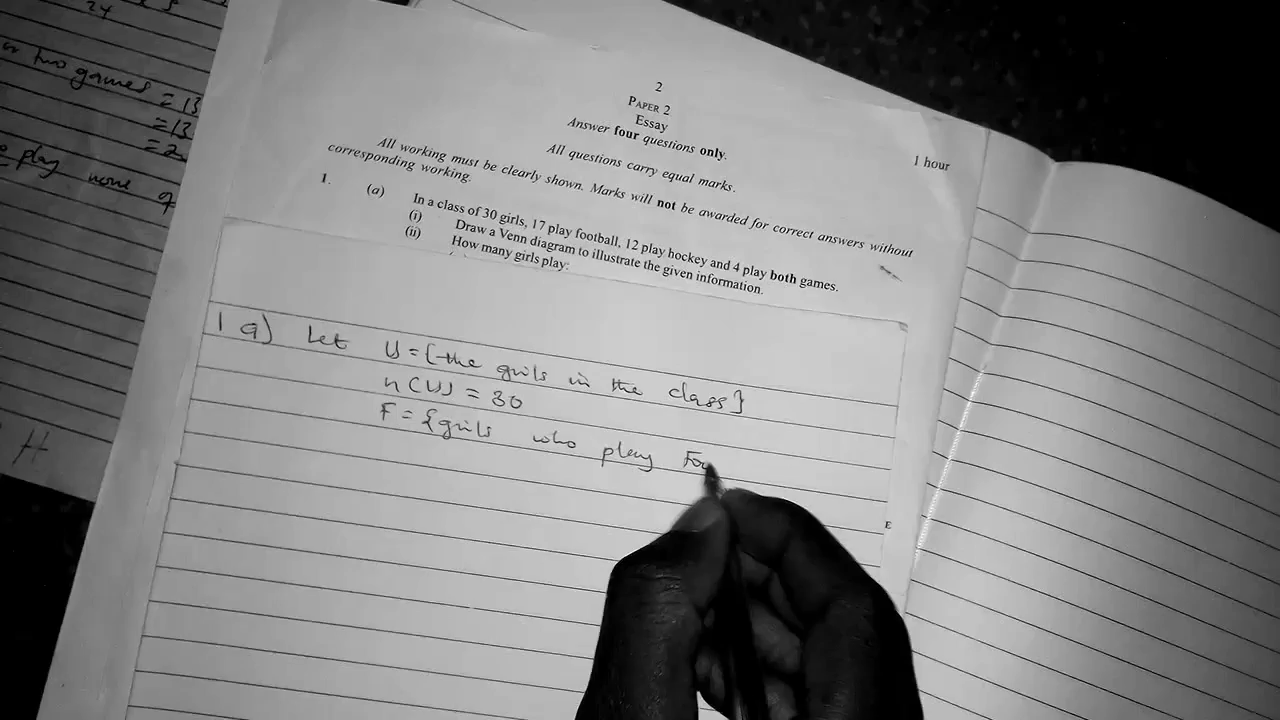 24
two games = 13
= 13
= 2
play none of
H
2
PAPER 2
Essay
Answer four questions only.
1 hour
All questions carry equal marks.
All working must be clearly shown. Marks will not be awarded for correct answers without
corresponding working.
1. (a) In a class of 30 girls, 17 play football, 12 play hockey and 4 play both games.
(i) Draw a Venn diagram to illustrate the given information.
(ii) How many girls play:
1 a) Let U = {the girls in the class}
n(U) = 30
F = {girls who play Foo
E